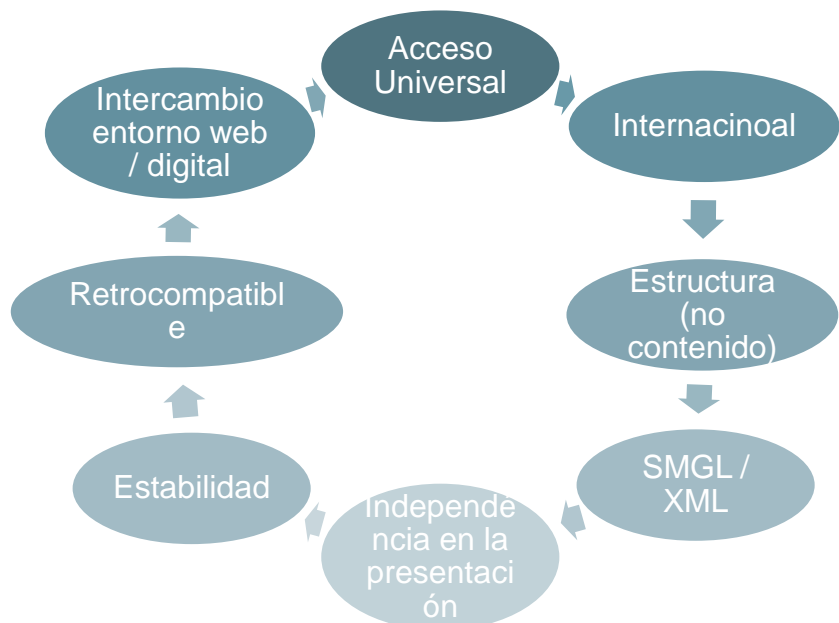 Acceso
Universal
Internacinoal
Estructura
(no
contenido)
SMGL /
XML
Independé
ncia en la
presentaci
ón
Estabilidad
Retrocompatibl
e
Intercambio
entorno web
/ digital